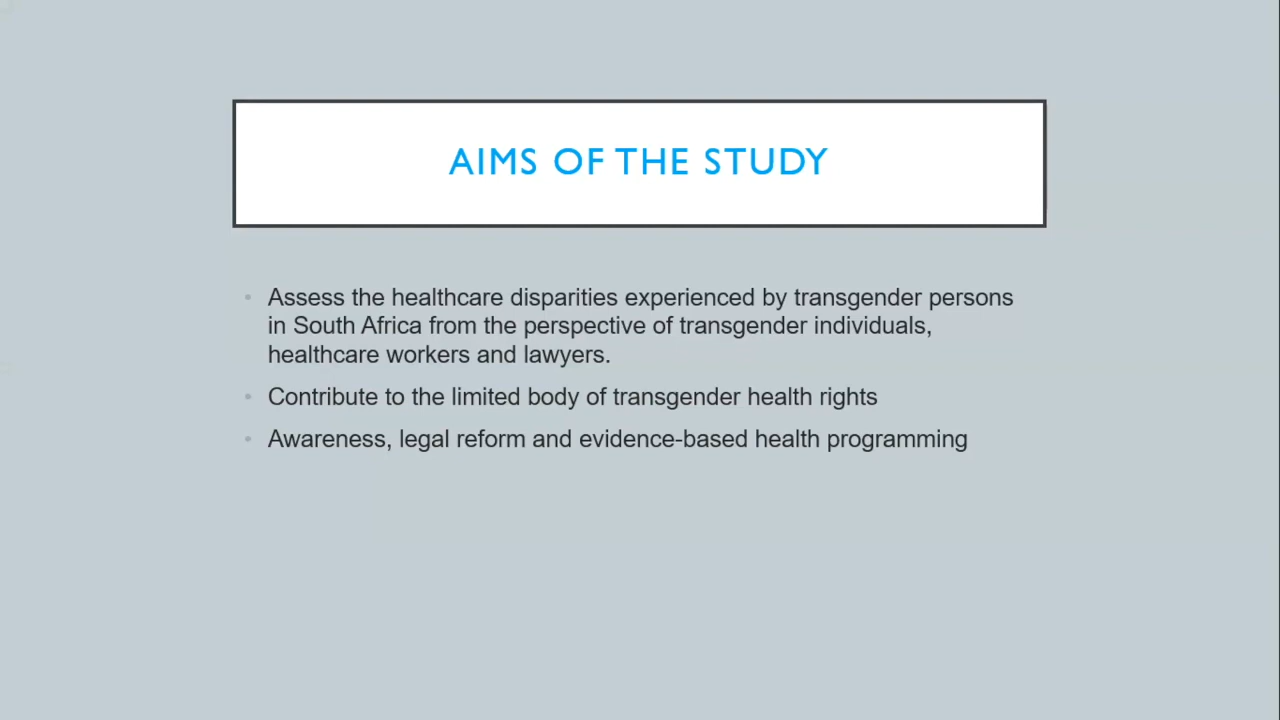 AIMS OF THE STUDY
• Assess the healthcare disparities experienced by transgender persons
in South Africa from the perspective of transgender individuals,
healthcare workers and lawyers.
• Contribute to the limited body of transgender health rights
• Awareness, legal reform and evidence-based health programming